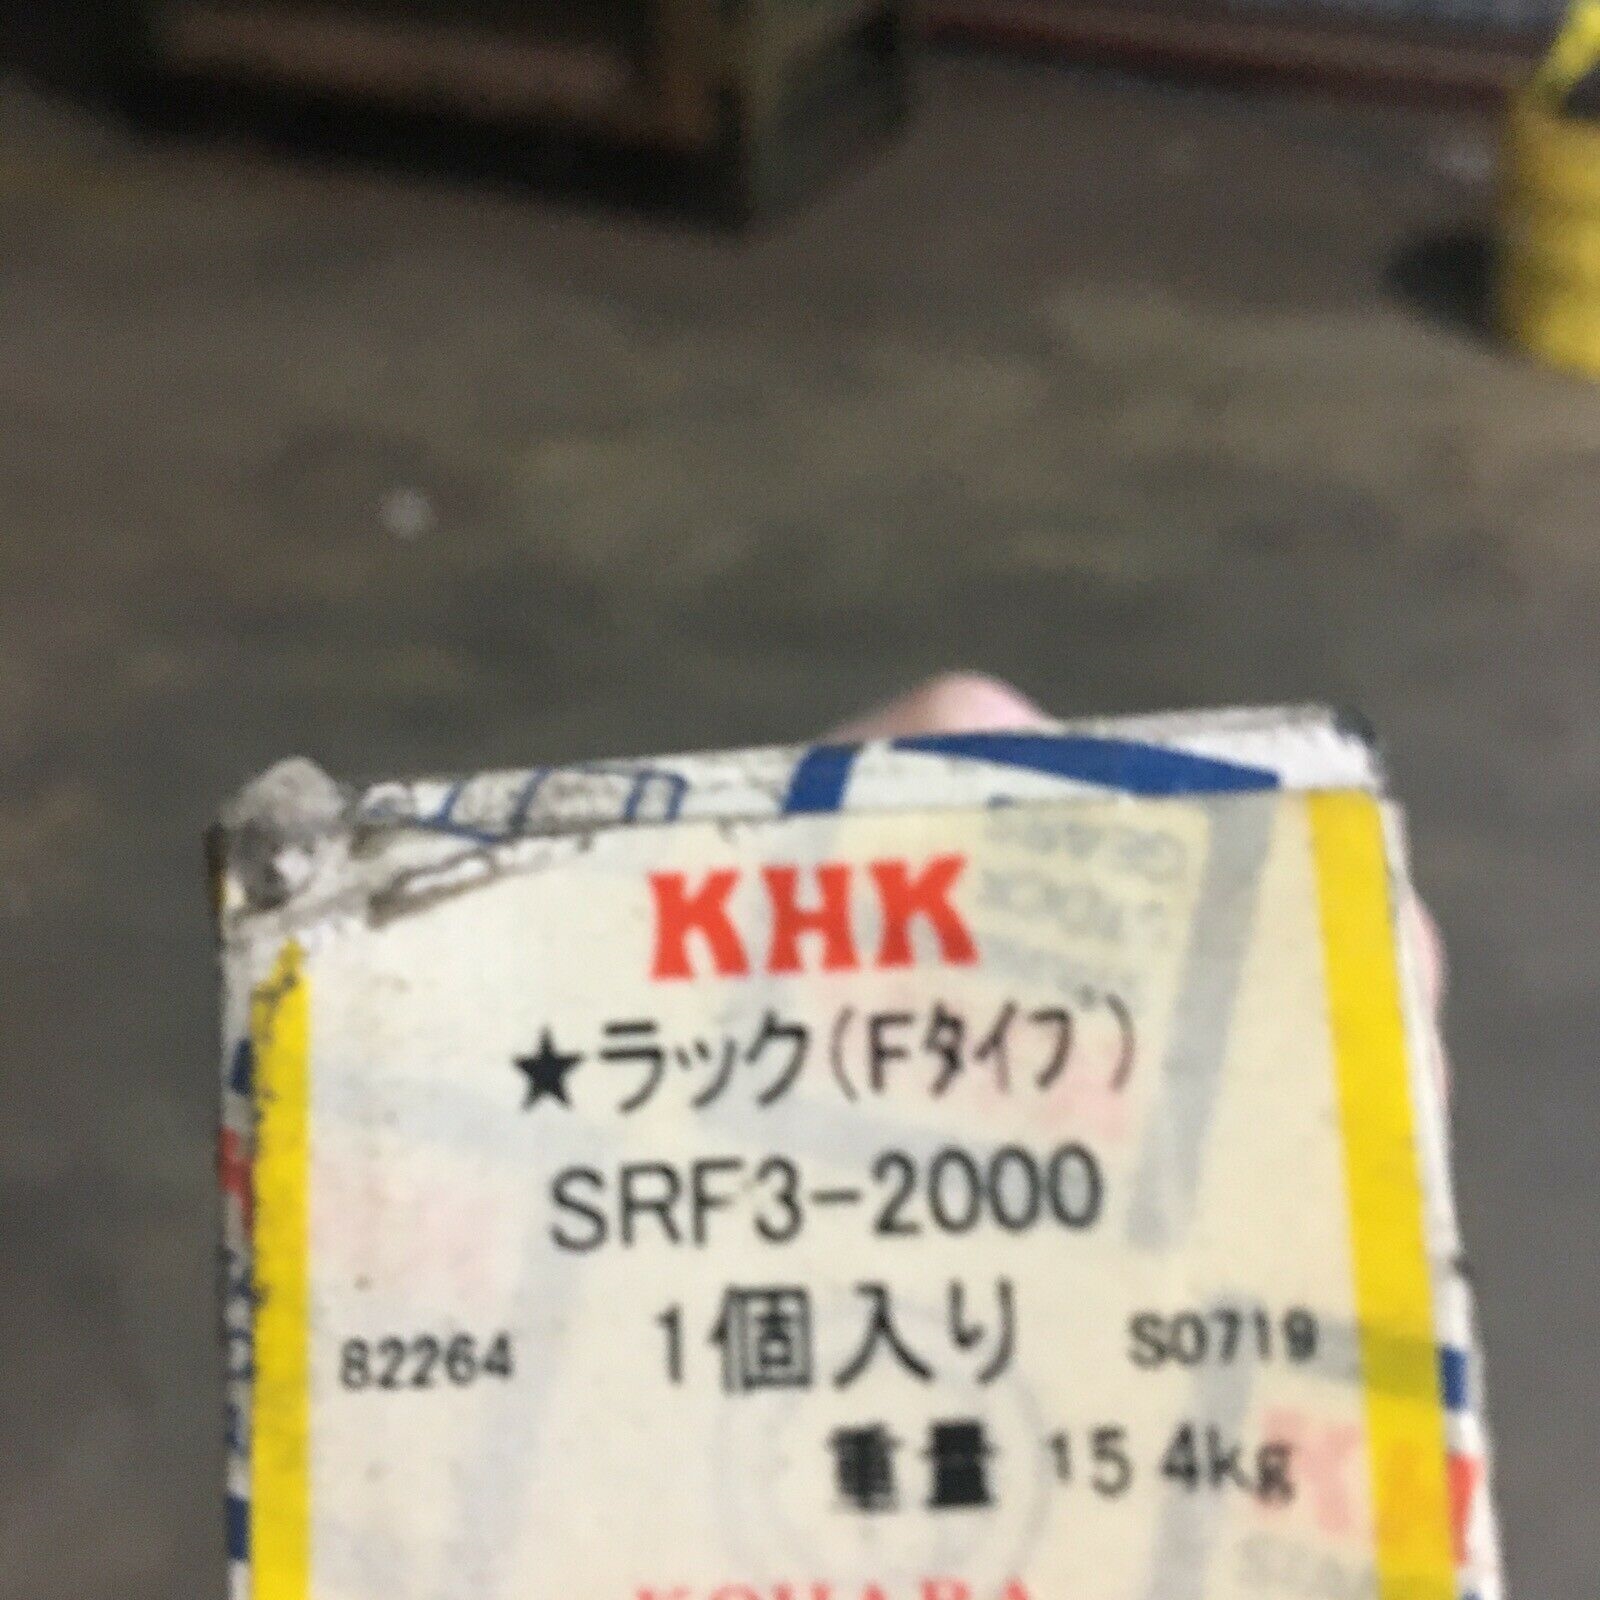 KHK
★ラック(Fタイプ)
SRF3-2000
82264 1個入り S0719
重量 15.4kg
KOHARA